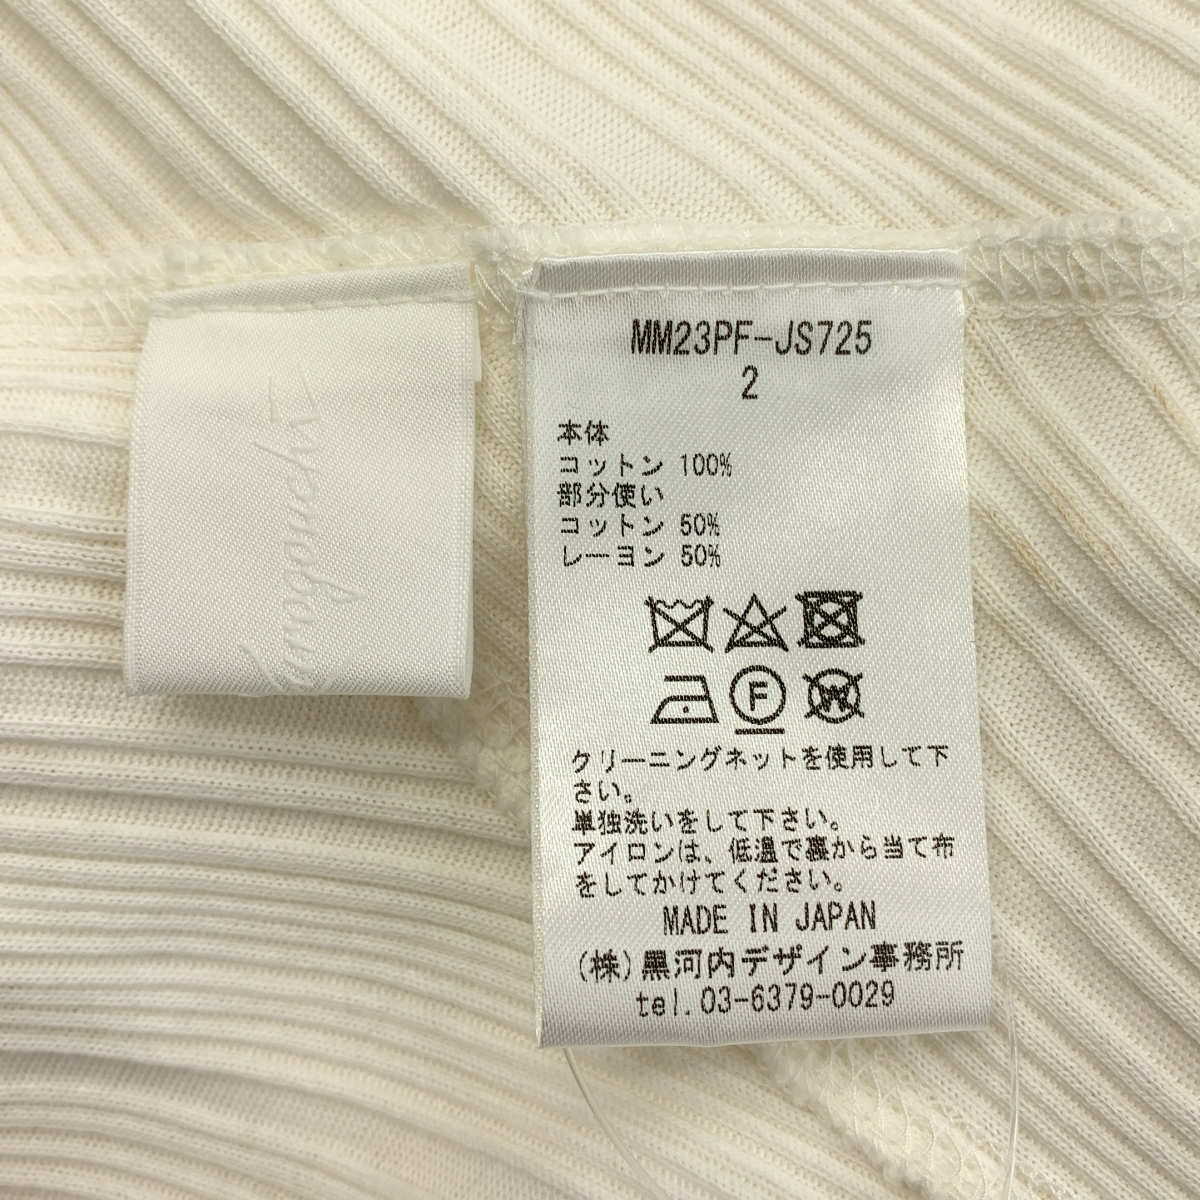 MM23PF-JS725
2
本体
コットン 100%
部分使い
コットン 50%
レーヨン 50%
F
W
クリーニングネットを使用して下
さい。
単独洗いをして下さい。
アイロンは、低温で裏から当て布
をしてかけてください。
MADE IN JAPAN
(株)黒河内デザイン事務所
tel.03-6379-0029